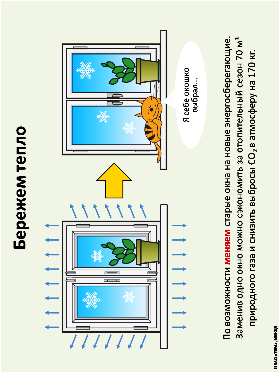 Бережем тепло
Я себе окошко
выбрал...
По возможности меняем старые окна на новые энергосберегающие.
Заменив одно окно можно сэкономить за отопительный сезон 70 м³
природного газа и снизить выбросы CO₂ в атмосферу на 170 кг.